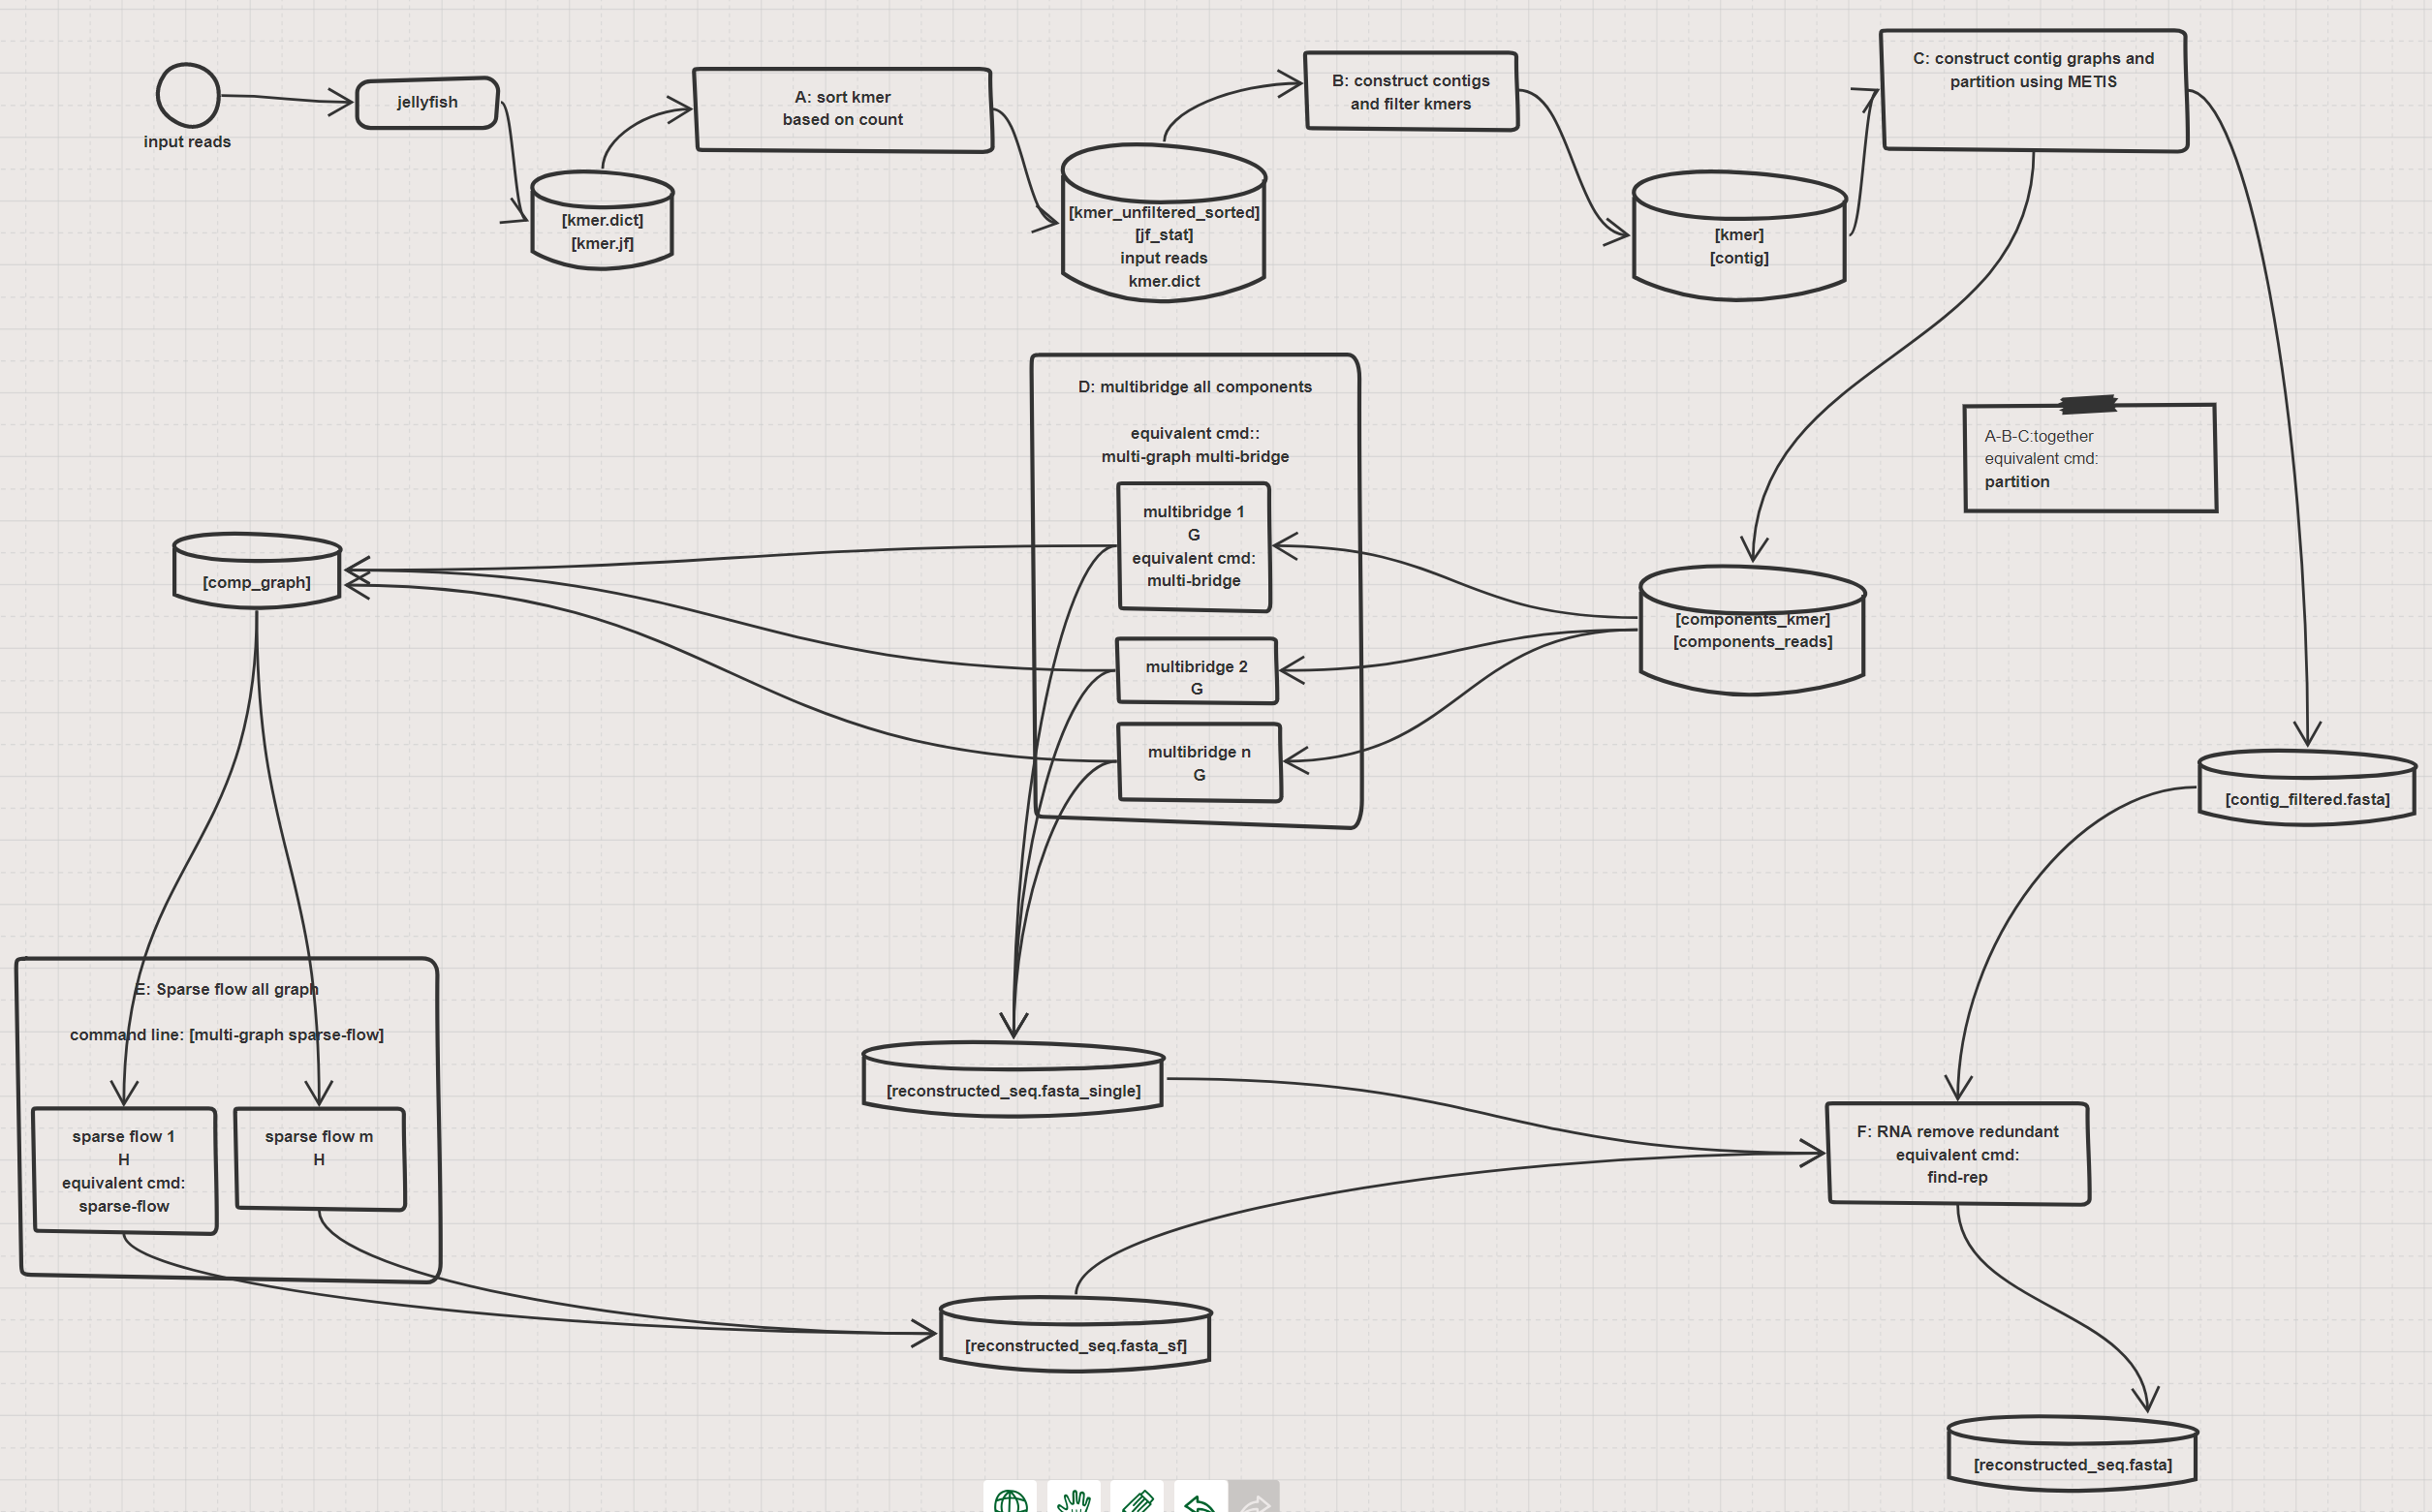 input reads
jellyfish
[kmer.dict]
[kmer.jf]
A: sort kmer
based on count
[kmer_unfiltered_sorted]
[jf_stat]
input reads
kmer.dict
B: construct contigs
and filter kmers
[kmer]
[contig]
C: construct contig graphs and
partition using METIS
A-B-C:together
equivalent cmd:
partition
D: multibridge all components
equivalent cmd::
multi-graph multi-bridge
multibridge 1
G
equivalent cmd:
multi-bridge
multibridge 2
G
multibridge n
G
[components_kmer]
[components_reads]
[comp_graph]
[contig_filtered.fasta]
E: Sparse flow all graph
command line: [multi-graph sparse-flow]
sparse flow 1
H
equivalent cmd:
sparse-flow
sparse flow m
H
[reconstructed_seq.fasta_single]
F: RNA remove redundant
equivalent cmd:
find-rep
[reconstructed_seq.fasta_sf]
[reconstructed_seq.fasta]